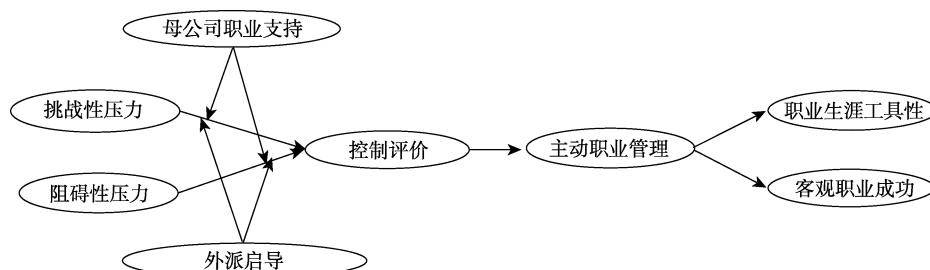 母公司职业支持
挑战性压力
职业生涯工具性
控制评价
主动职业管理
阻碍性压力
客观职业成功
外派启导